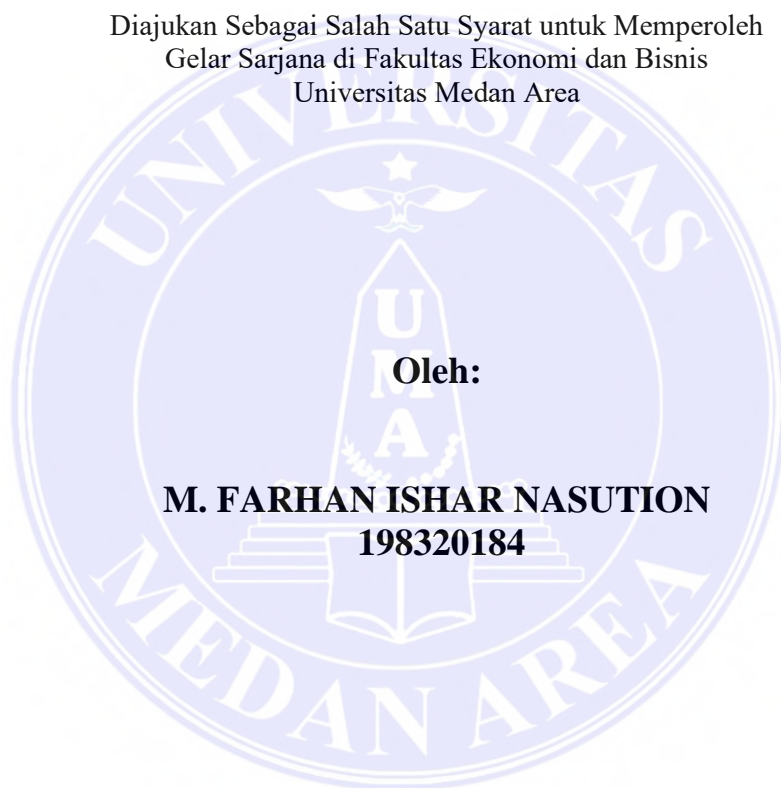 Diajukan Sebagai Salah Satu Syarat untuk Memperoleh
Gelar Sarjana di Fakultas Ekonomi dan Bisnis
Universitas Medan Area
UNIVERSITAS
U
M
A
Oleh:
M. FARHAN ISHAR NASUTION
198320184
MEDAN AREA